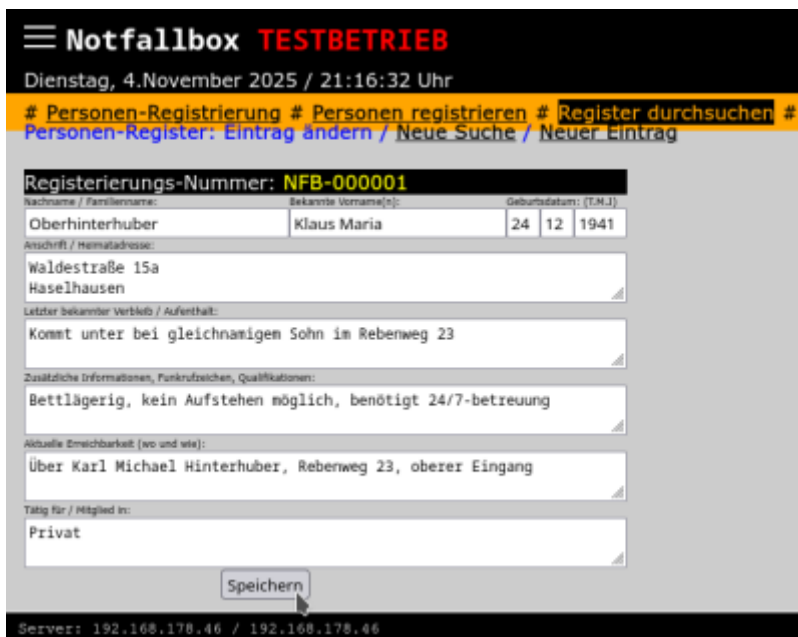 Notfallbox TESTBETRIEB
Dienstag, 4.November 2025 / 21:16:32 Uhr
# Personen-Registrierung # Personen registrieren # Register durchsuchen #
Personen-Register: Eintrag ändern / Neue Suche / Neuer Eintrag
Registerierungs-Nummer: NFB-000001
Nachname / Familienname: Bekannte Vorname(n): Geburtsdatum: (T.M.J)
Oberhinterhuber Klaus Maria 24 12 1941
Anschrift / Heimatadresse:
Waldestraße 15a
Haselhausen
Letzter bekannter Verbleib / Aufenthalt:
Kommt unter bei gleichnamigem Sohn im Rebenweg 23
Zusätzliche Informationen, Funkrufzeichen, Qualifikationen:
Bettlägerig, kein Aufstehen möglich, benötigt 24/7-betreuung
Aktuelle Erreichbarkeit (wo und wie):
Über Karl Michael Hinterhuber, Rebenweg 23, oberer Eingang
Tätig für / Mitglied in:
Privat
Speichern
Server: 192.168.178.46 / 192.168.178.46